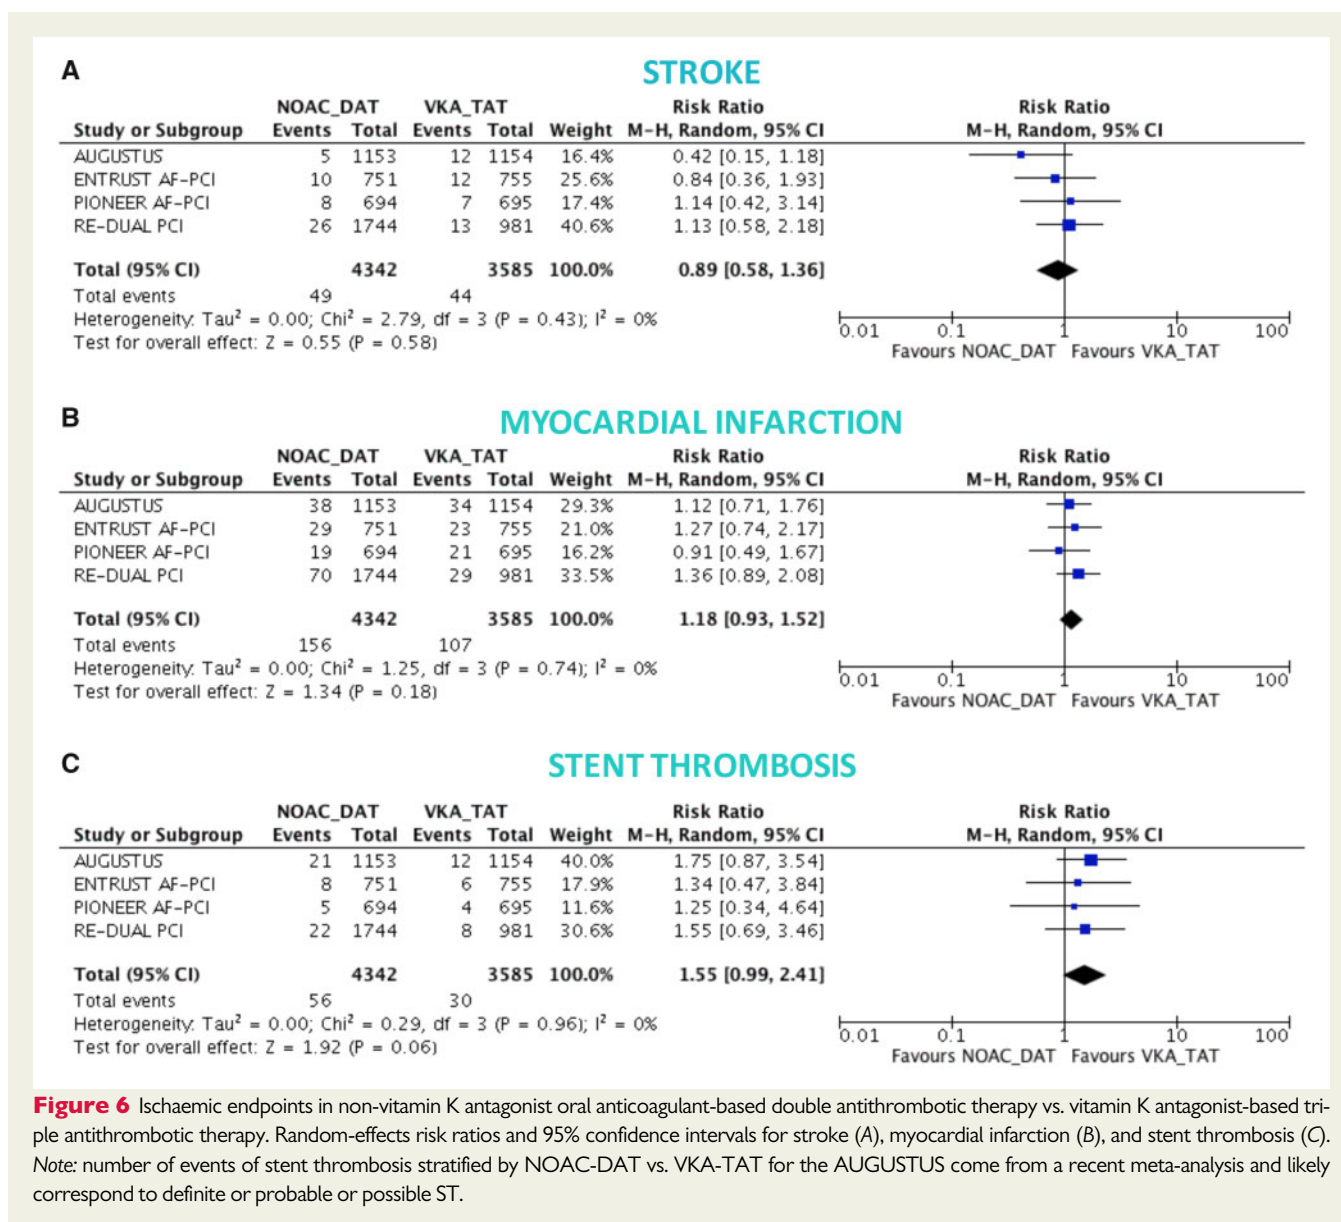 A
STROKE
NOAC_DAT VKA_TAT Risk Ratio Risk Ratio
Study or Subgroup Events Total Events Total Weight M-H, Random, 95% CI M-H, Random, 95% CI
AUGUSTUS 5 1153 12 1154 16.4% 0.42 [0.15, 1.18]
ENTRUST AF-PCI 10 751 12 755 25.6% 0.84 [0.36, 1.93]
PIONEER AF-PCI 8 694 7 695 17.4% 1.14 [0.42, 3.14]
RE-DUAL PCI 26 1744 13 981 40.6% 1.13 [0.58, 2.18]
Total (95% CI) 4342 3585 100.0% 0.89 [0.58, 1.36]
Total events 49 44
Heterogeneity: Tau² = 0.00; Chi² = 2.79, df = 3 (P = 0.43); I² = 0%
Test for overall effect: Z = 0.55 (P = 0.58)
0.01 0.1 1 10 100
Favours NOAC_DAT Favours VKA_TAT
B
MYOCARDIAL INFARCTION
NOAC_DAT VKA_TAT Risk Ratio Risk Ratio
Study or Subgroup Events Total Events Total Weight M-H, Random, 95% CI M-H, Random, 95% CI
AUGUSTUS 38 1153 34 1154 29.3% 1.12 [0.71, 1.76]
ENTRUST AF-PCI 29 751 23 755 21.0% 1.27 [0.74, 2.17]
PIONEER AF-PCI 19 694 21 695 16.2% 0.91 [0.49, 1.67]
RE-DUAL PCI 70 1744 29 981 33.5% 1.36 [0.89, 2.08]
Total (95% CI) 4342 3585 100.0% 1.18 [0.93, 1.52]
Total events 156 107
Heterogeneity: Tau² = 0.00; Chi² = 1.25, df = 3 (P = 0.74); I² = 0%
Test for overall effect: Z = 1.34 (P = 0.18)
0.01 0.1 1 10 100
Favours NOAC_DAT Favours VKA_TAT
C
STENT THROMBOSIS
NOAC_DAT VKA_TAT Risk Ratio Risk Ratio
Study or Subgroup Events Total Events Total Weight M-H, Random, 95% CI M-H, Random, 95% CI
AUGUSTUS 21 1153 12 1154 40.0% 1.75 [0.87, 3.54]
ENTRUST AF-PCI 8 751 6 755 17.9% 1.34 [0.47, 3.84]
PIONEER AF-PCI 5 694 4 695 11.6% 1.25 [0.34, 4.64]
RE-DUAL PCI 22 1744 8 981 30.6% 1.55 [0.69, 3.46]
Total (95% CI) 4342 3585 100.0% 1.55 [0.99, 2.41]
Total events 56 30
Heterogeneity: Tau² = 0.00; Chi² = 0.29, df = 3 (P = 0.96); I² = 0%
Test for overall effect: Z = 1.92 (P = 0.06)
0.01 0.1 1 10 100
Favours NOAC_DAT Favours VKA_TAT
Figure 6 Ischaemic endpoints in non-vitamin K antagonist oral anticoagulant-based double antithrombotic therapy vs. vitamin K antagonist-based tri-
ple antithrombotic therapy. Random-effects risk ratios and 95% confidence intervals for stroke (A), myocardial infarction (B), and stent thrombosis (C).
Note: number of events of stent thrombosis stratified by NOAC-DAT vs. VKA-TAT for the AUGUSTUS come from a recent meta-analysis and likely
correspond to definite or probable or possible ST.